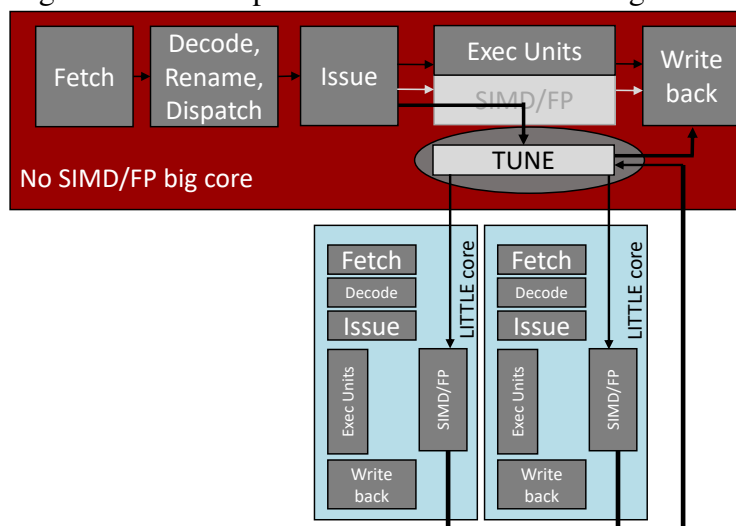 Fetch
Decode,
Rename,
Dispatch
Issue
Exec Units
SIMD/FP
Write
back
TUNE
No SIMD/FP big core
Fetch
Decode
Issue
Exec Units
SIMD/FP
Write
back
LITTLE core
Fetch
Decode
Issue
Exec Units
SIMD/FP
Write
back
LITTLE core